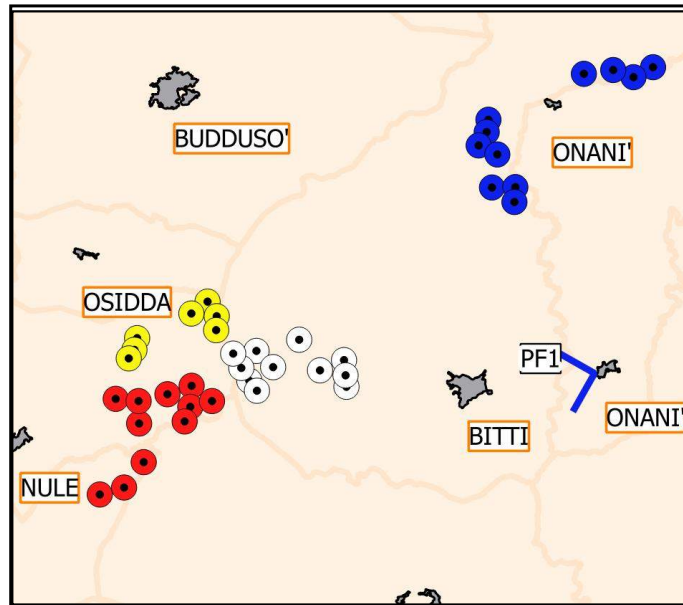 BUDDUSO'
ONANI'
OSIDDA
PF1
ONANI'
BITTI
NULE